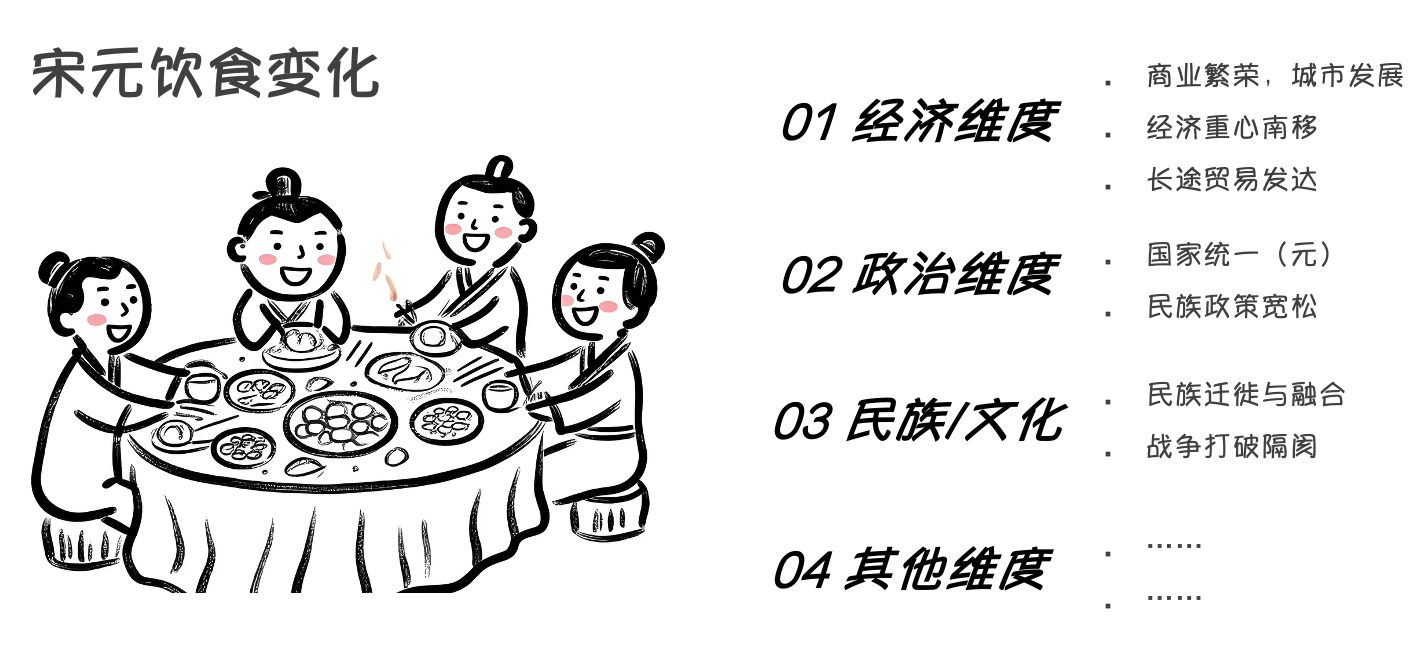 宋元饮食变化
01 经济维度
. 商业繁荣，城市发展
. 经济重心南移
. 长途贸易发达
02 政治维度
. 国家统一（元）
. 民族政策宽松
03 民族/文化
. 民族迁徙与融合
. 战争打破隔阂
04 其他维度
. ……
. ……